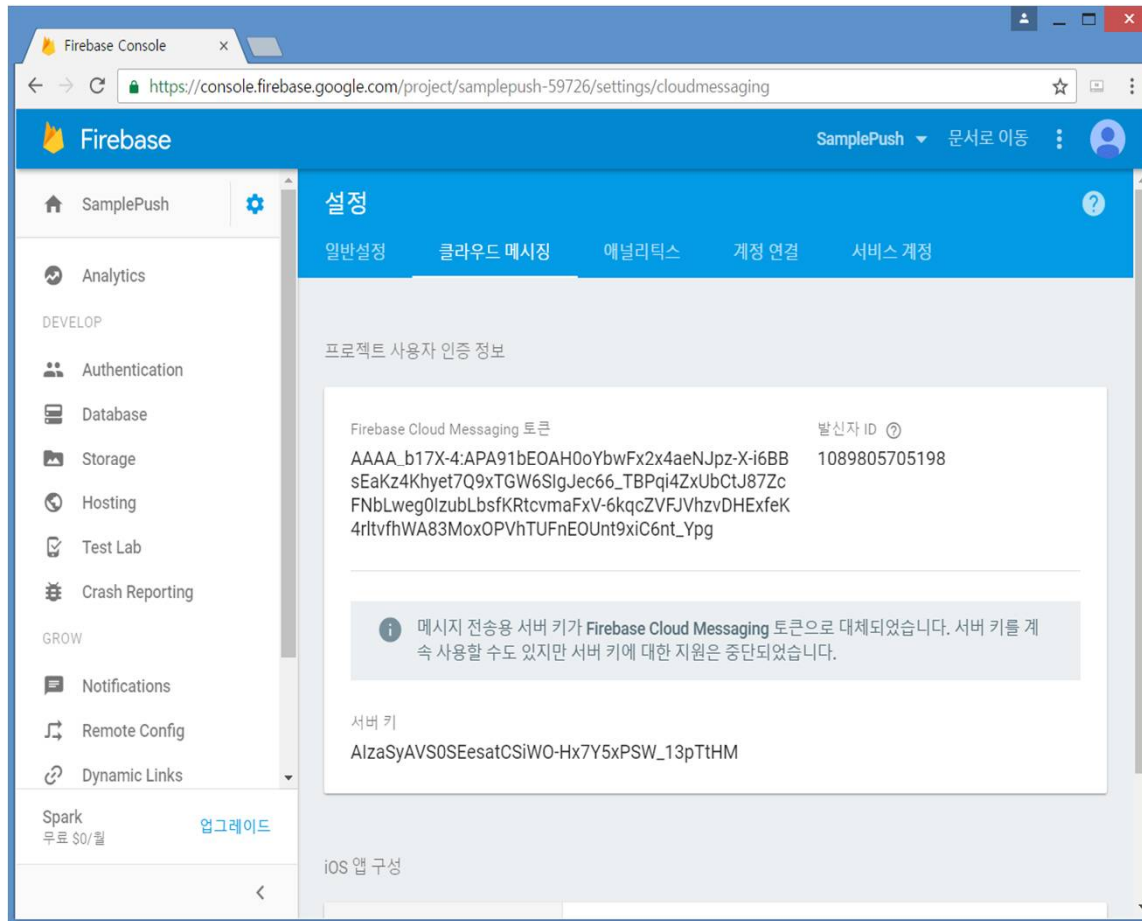 Firebase Console
https://console.firebase.google.com/project/samplepush-59726/settings/cloudmessaging
Firebase
SamplePush
문서로 이동
SamplePush
설정
일반설정 클라우드 메시징 애널리틱스 계정 연결 서비스 계정
Analytics
DEVELOP
Authentication
Database
Storage
Hosting
Test Lab
Crash Reporting
GROW
Notifications
Remote Config
Dynamic Links
Spark
무료 $0/월
업그레이드
프로젝트 사용자 인증 정보
Firebase Cloud Messaging 토큰
AAAA_b17X-4:APA91bEOAH0oYbwFx2x4aeNJpz-X-i6BB
sEaKz4Khyet7Q9xTGW6SIgJec66_TBPqi4ZxUbCtJ87Zc
FNbLweg0IzubLbsfKRtcvmaFxV-6kqcZVFJVhzvDHExfeK
4rltvfhWA83MoxOPVhTUFnEOUnt9xiC6nt_Ypg
발신자 ID
1089805705198
메시지 전송용 서버 키가 Firebase Cloud Messaging 토큰으로 대체되었습니다. 서버 키를 계
속 사용할 수도 있지만 서버 키에 대한 지원은 중단되었습니다.
서버 키
AIzaSyAVS0SEesatCSiWO-Hx7Y5xPSW_13pTtHM
iOS 앱 구성